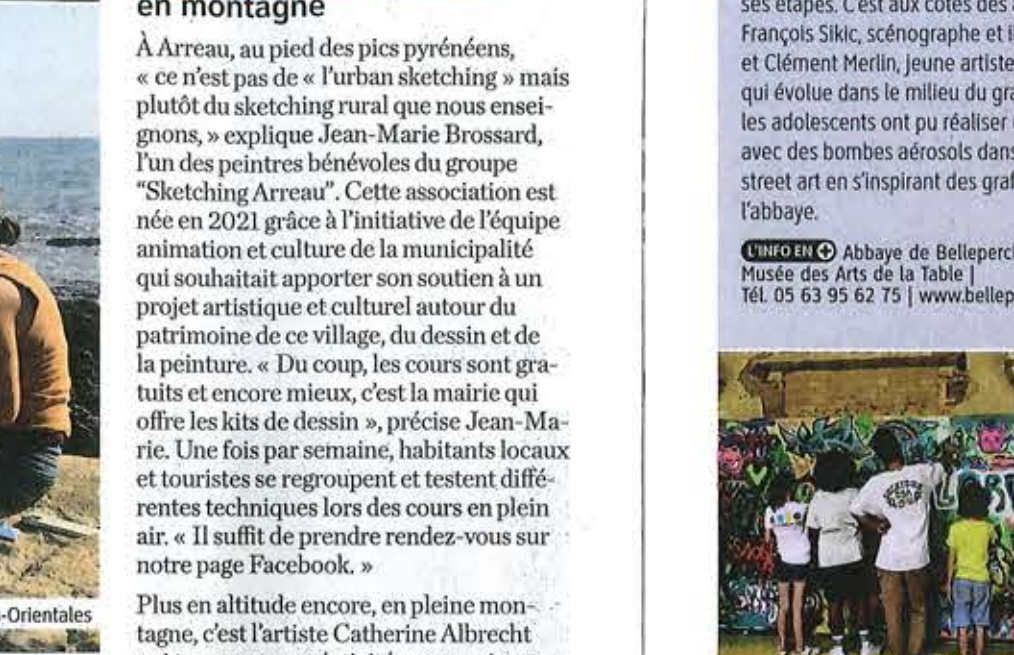 en montagne
À Arreau, au pied des pics pyrénéens,
« ce n'est pas de « l'urban sketching » mais
plutôt du sketching rural que nous ensei-
gnons, » explique Jean-Marie Brossard,
l'un des peintres bénévoles du groupe
"Sketching Arreau". Cette association est
née en 2021 grâce à l'initiative de l'équipe
animation et culture de la municipalité
qui souhaitait apporter son soutien à un
projet artistique et culturel autour du
patrimoine de ce village, du dessin et de
la peinture. « Du coup, les cours sont gra-
tuits et encore mieux, c'est la mairie qui
offre les kits de dessin », précise Jean-Ma-
rie. Une fois par semaine, habitants locaux
et touristes se regroupent et testent diffé-
rentes techniques lors des cours en plein
air. « Il suffit de prendre rendez-vous sur
notre page Facebook. »
Plus en altitude encore, en pleine mon-
tagne, c'est l'artiste Catherine Albrecht
-Orientales
ses étapes. C'est aux côtés des
François Sikic, scénographe et
et Clément Merlin, jeune artiste
qui évolue dans le milieu du
les adolescents ont pu réaliser
avec des bombes aérosols dans
street art en s'inspirant des
l'abbaye.
L'INFO EN + Abbaye de
Musée des Arts de la Table |
Tél. 05 63 95 62 75 |